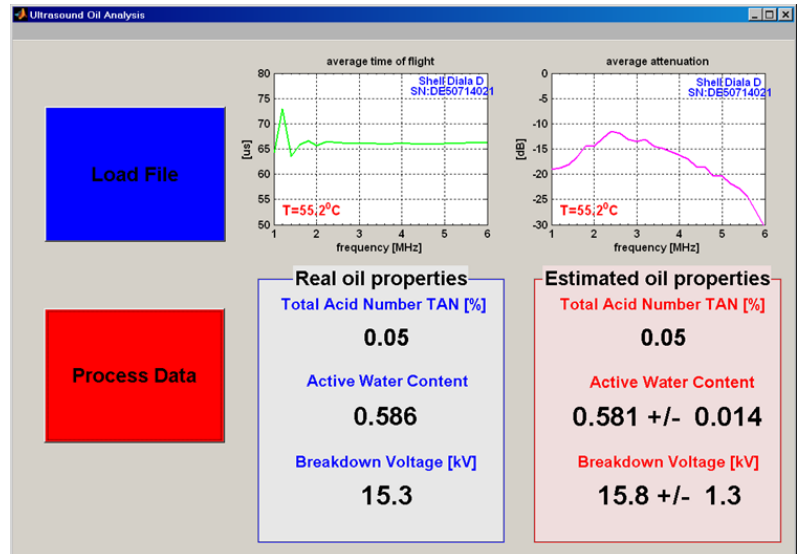 Ultrasound Oil Analysis
Load File
Process Data
average time of flight
Shell Diala D
SN:DE50714021
[us]
80
75
70
65
60
55
50
T=55.2⁰C
1 2 3 4 5 6
frequency [MHz]
average attenuation
Shell Diala D
SN:DE50714021
[dB]
0
-5
-10
-15
-20
-25
-30
T=55.2⁰C
1 2 3 4 5 6
frequency [MHz]
Real oil properties
Total Acid Number TAN [%]
0.05
Active Water Content
0.586
Breakdown Voltage [kV]
15.3
Estimated oil properties
Total Acid Number TAN [%]
0.05
Active Water Content
0.581 +/- 0.014
Breakdown Voltage [kV]
15.8 +/- 1.3